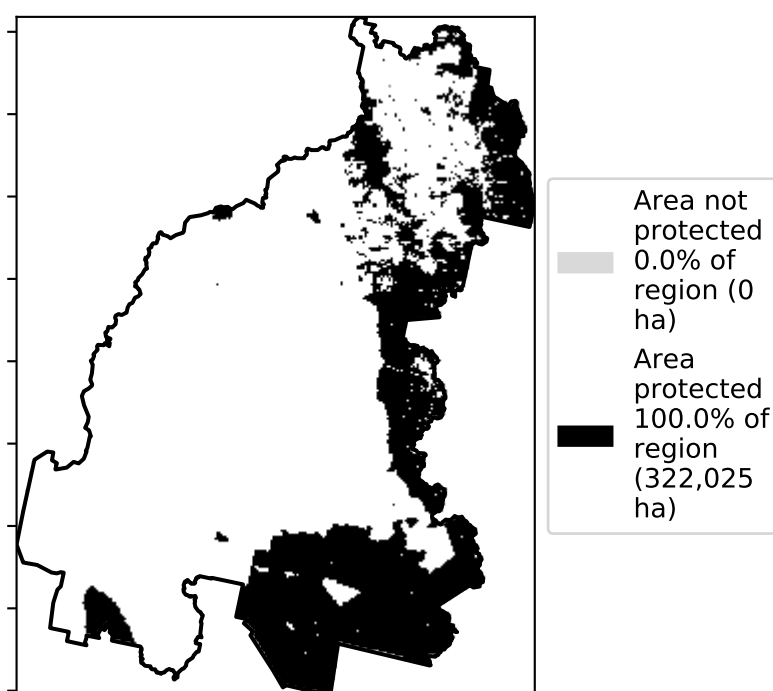 Area not
protected
0.0% of
region (0
ha)
Area
protected
100.0% of
region
(322,025
ha)